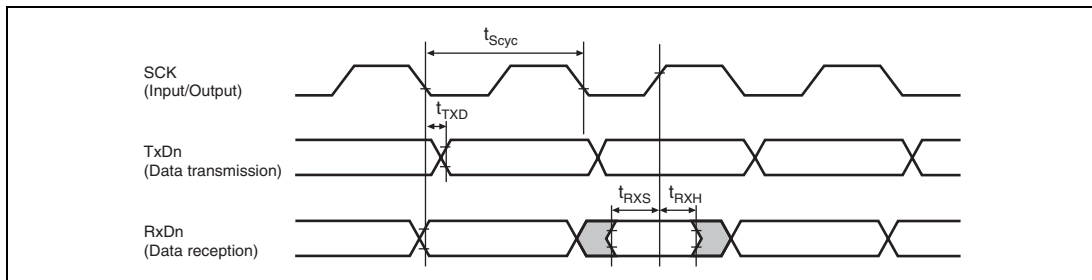 tScyc
SCK
(Input/Output)
tTXD
TxDn
(Data transmission)
tRXS
tRXH
RxDn
(Data reception)